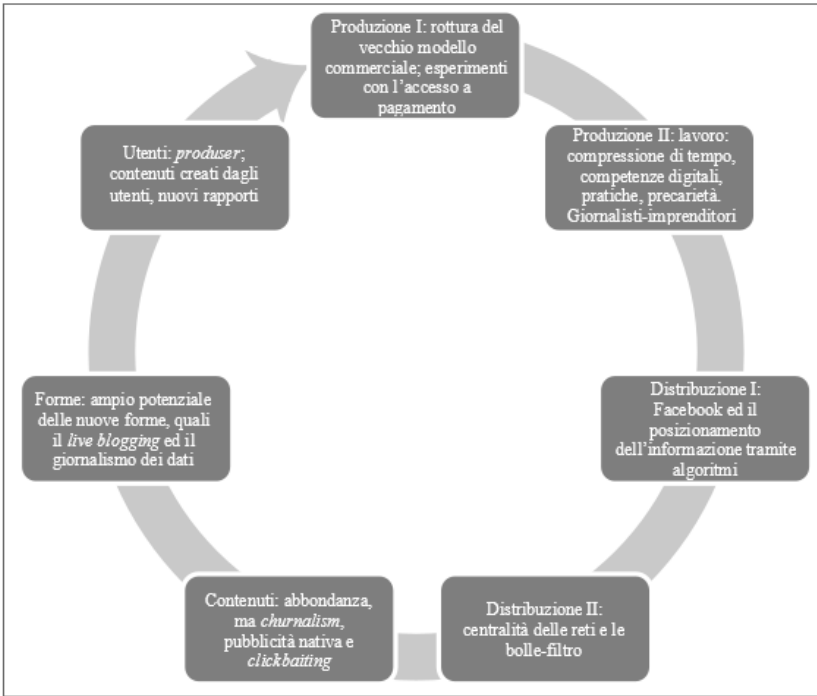 Produzione I: rottura del
vecchio modello
commerciale; esperimenti
con l'accesso a
pagamento
Produzione II: lavoro:
compressione di tempo,
competenze digitali,
pratiche, precarietà.
Giornalisti-imprenditori
Distribuzione I:
Facebook ed il
posizionamento
dell'informazione tramite
algoritmi
Distribuzione II:
centralità delle reti e le
bolle-filtro
Contenuti: abbondanza,
ma churnalism,
pubblicità nativa e
clickbaiting
Forme: ampio potenziale
delle nuove forme, quali
il live blogging ed il
giornalismo dei dati
Utenti: produser;
contenuti creati dagli
utenti, nuovi rapporti